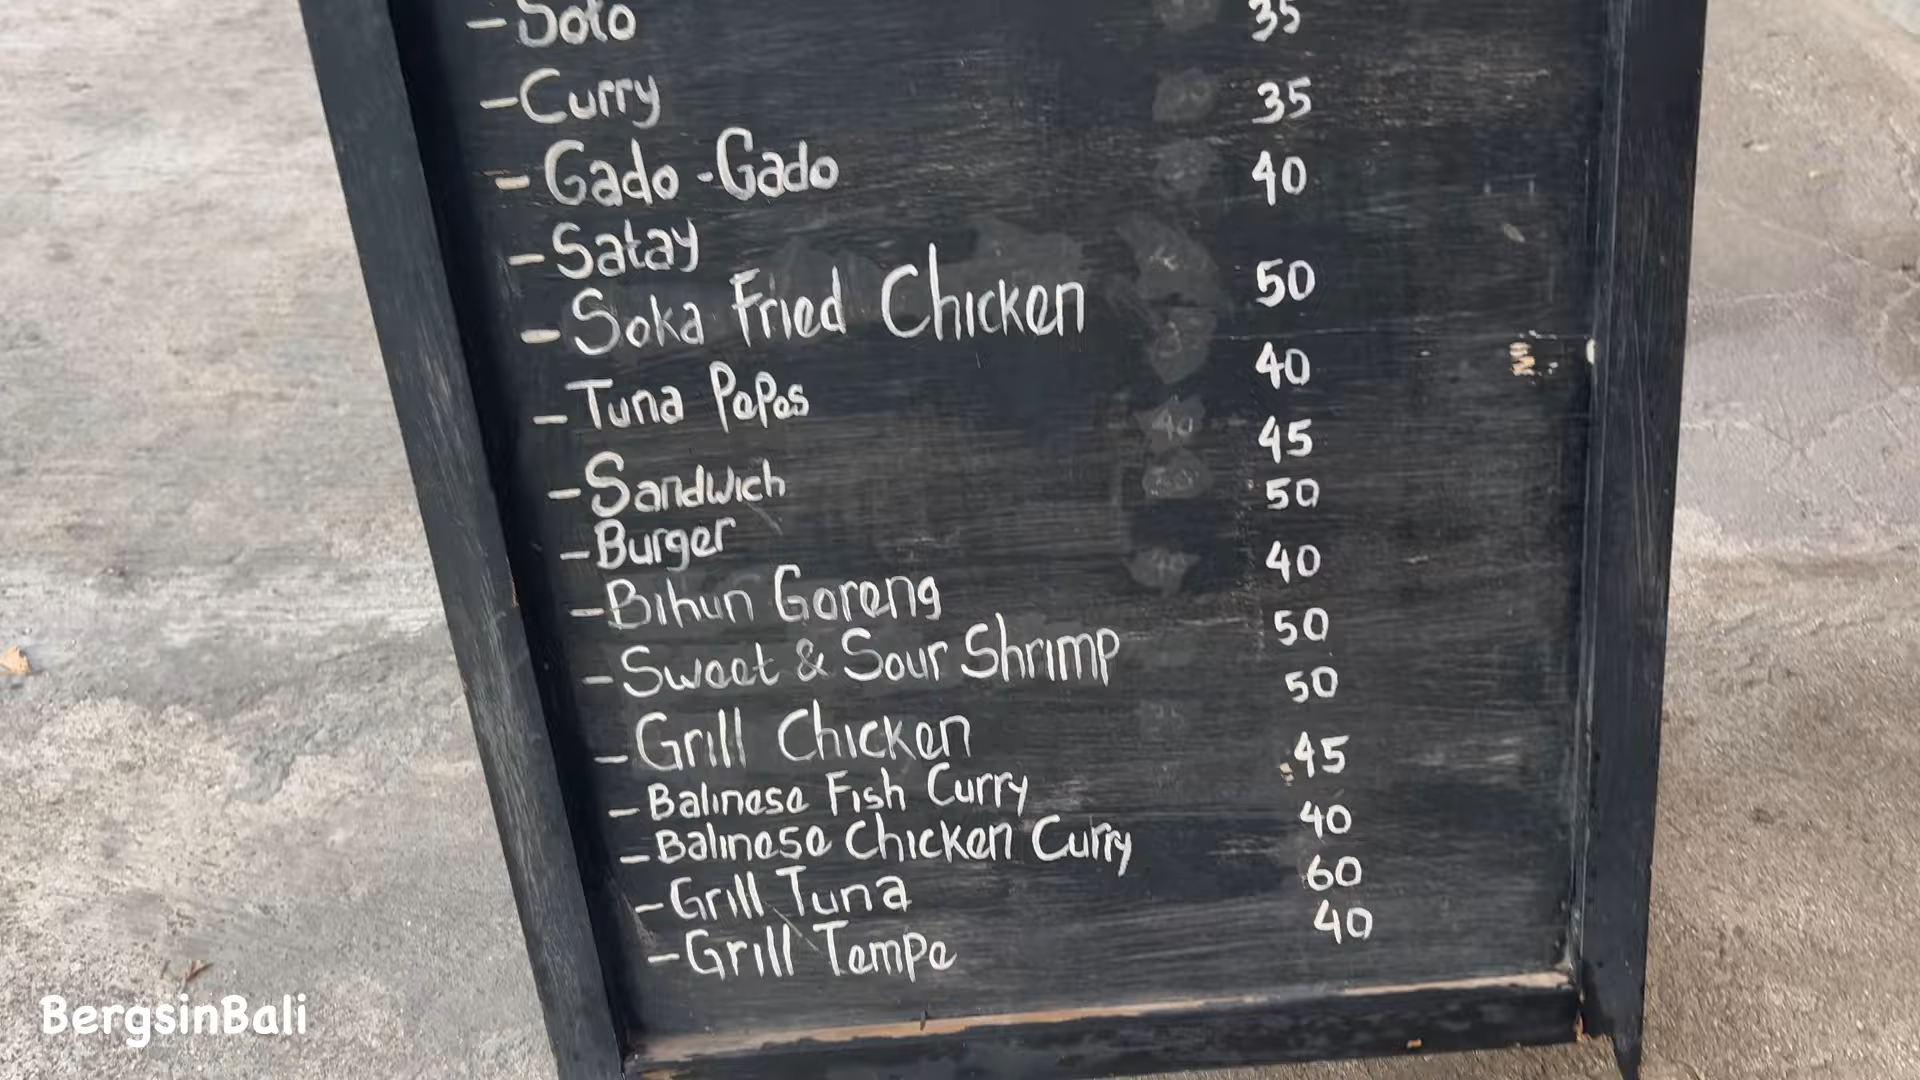 - Soto
- Curry 35
- Gado - Gado 35
- Satay 40
- Soka Fried Chicken 50
- Tuna Pepes 40
- Sandwich 45
- Burger 50
- Bihun Goreng 40
- Sweet & Sour Shrimp 50
- Grill Chicken 50
- Balinese Fish Curry 45
- Balinese Chicken Curry 40
- Grill Tuna 60
- Grill Tempe 40
BergsinBali